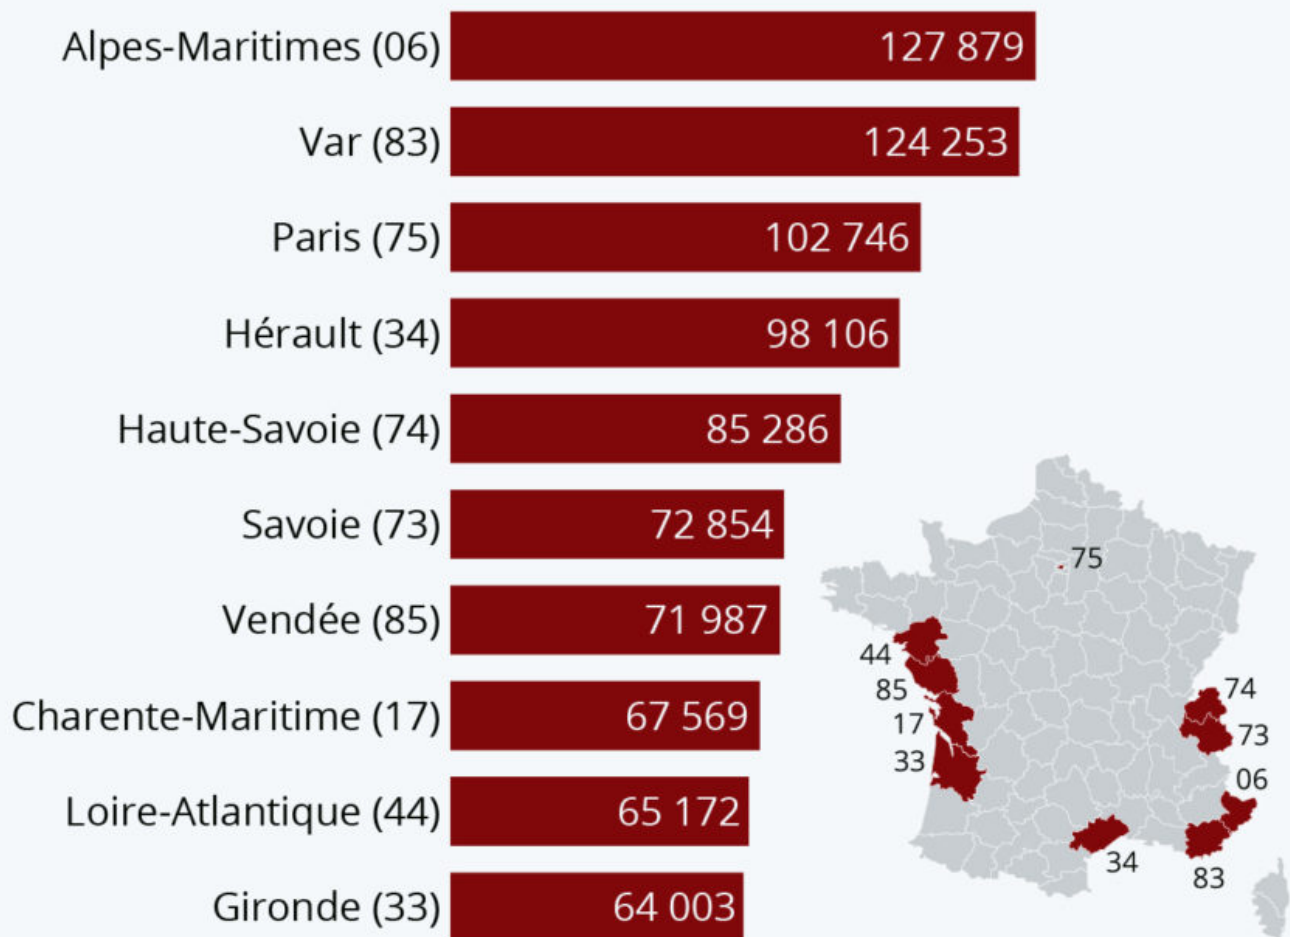 Alpes-Maritimes (06) 127 879
Var (83) 124 253
Paris (75) 102 746
Hérault (34) 98 106
Haute-Savoie (74) 85 286
Savoie (73) 72 854
Vendée (85) 71 987
Charente-Maritime (17) 67 569
Loire-Atlantique (44) 65 172
Gironde (33) 64 003
75
44
85
17
33
74
73
06
34
83